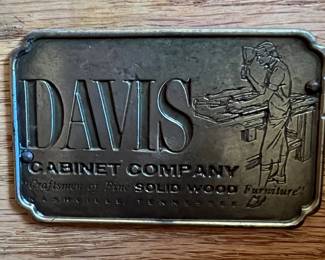 DAVIS
CABINET COMPANY
"Craftsmen of Fine SOLID WOOD Furniture"
NASHVILLE, TENNESSEE